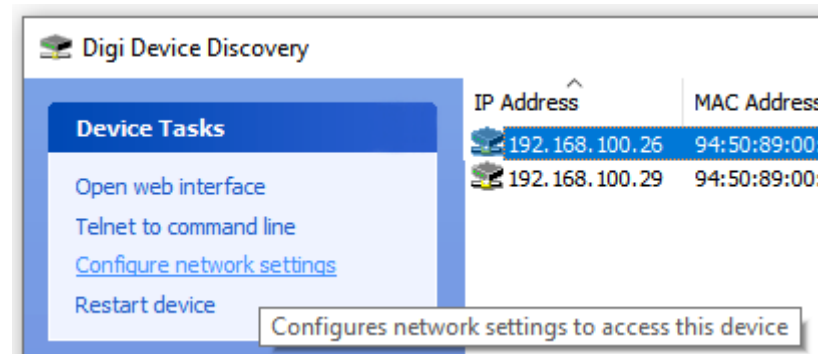 Digi Device Discovery
IP Address MAC Address
Device Tasks
192.168.100.26 94:50:89:00:
192.168.100.29 94:50:89:00:
Open web interface
Telnet to command line
Configure network settings
Restart device
Configures network settings to access this device